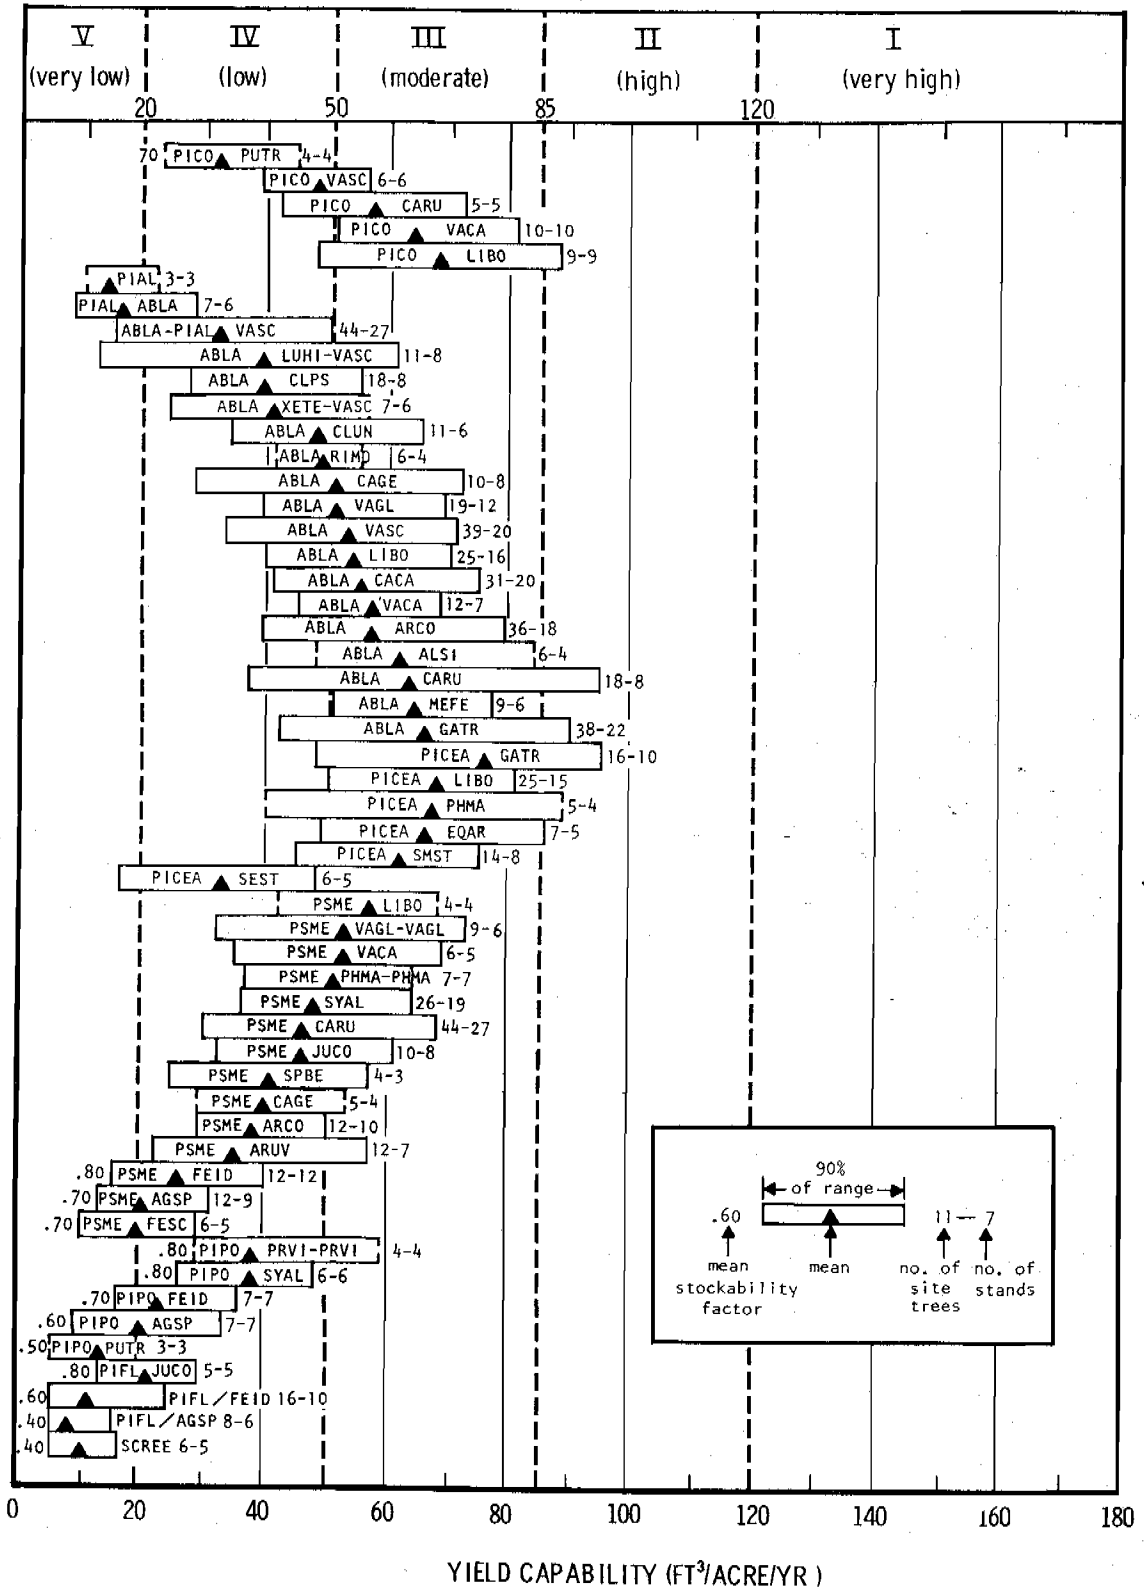 V IV III II I
(very low) (low) (moderate) (high) (very high)
20 50 85 120
70 PICO PUTR 4-4
PICO VASC 6-6
PICO CARU 5-5
PICO VACA 10-10
PICO LIBO 9-9
PIAL 3-3
PIAL ABLA 7-6
ABLA-PIAL VASC 44-27
ABLA LUHI-VASC 11-8
ABLA CLPS 18-8
ABLA XETE-VASC 7-6
ABLA CLUN 11-6
ABLA RIMO 6-4
ABLA CAGE 10-8
ABLA VAGL 19-12
ABLA VASC 39-20
ABLA LIBO 25-16
ABLA CACA 31-20
ABLA VACA 12-7
ABLA ARCO 36-18
ABLA ALSI 6-4
ABLA CARU 18-8
ABLA MEFE 9-6
ABLA GATR 38-22
PICEA GATR 16-10
PICEA LIBO 25-15
PICEA PHMA 5-4
PICEA EQAR 7-5
PICEA SMST 14-8
PICEA SEST 6-5
PSME LIBO 4-4
PSME VAGL-VAGL 9-6
PSME VACA 6-5
PSME PHMA-PHMA 7-7
PSME SYAL 26-19
PSME CARU 44-27
PSME JUCO 10-8
PSME SPBE 4-3
PSME CAGE 5-4
PSME ARCO 12-10
PSME ARUV 12-7
.80 PSME FEID 12-12
.70 PSME AGSP 12-9
.70 PSME FESC 6-5
.80 PIPO PRVI-PRVI 4-4
.80 PIPO SYAL 6-6
.70 PIPO FEID 7-7
.60 PIPO AGSP 7-7
.50 PIPO PUTR 3-3
.80 PIFL JUCO 5-5
.60 PIFL/FEID 16-10
.40 PIFL/AGSP 8-6
.40 SCREE 6-5
90%
of range
.60 11 — 7
mean mean no. of no. of
stockability site stands
factor trees
0 20 40 60 80 100 120 140 160 180
YIELD CAPABILITY (FT³/ACRE/YR )